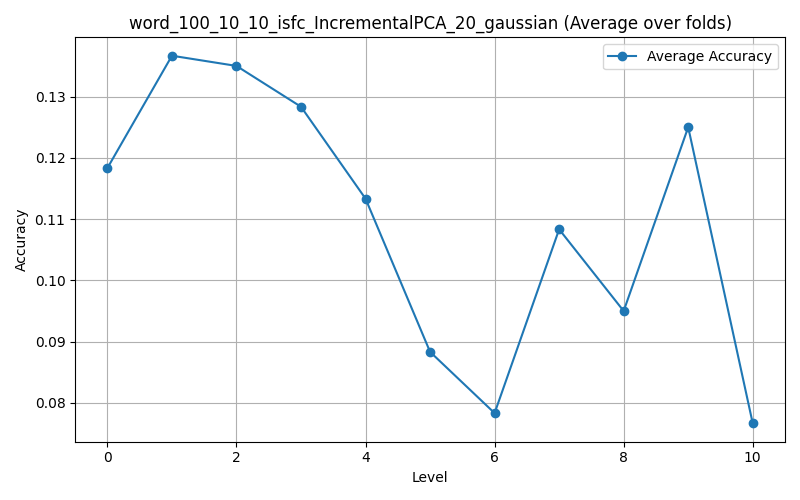 word_100_10_10_isfc_IncrementalPCA_20_gaussian (Average over folds)
Average Accuracy
0.13
0.12
0.11
0.10
0.09
0.08
Accuracy
0 2 4 6 8 10
Level